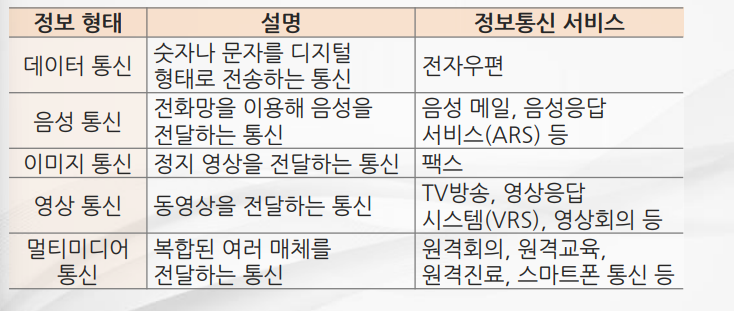 정보 형태 설명 정보통신 서비스
데이터 통신 숫자나 문자를 디지털 형태로 전송하는 통신 전자우편
음성 통신 전화망을 이용해 음성을 전달하는 통신 음성 메일, 음성응답 서비스(ARS) 등
이미지 통신 정지 영상을 전달하는 통신 팩스
영상 통신 동영상을 전달하는 통신 TV방송, 영상응답 시스템(VRS), 영상회의 등
멀티미디어 통신 복합된 여러 매체를 전달하는 통신 원격회의, 원격교육, 원격진료, 스마트폰 통신 등